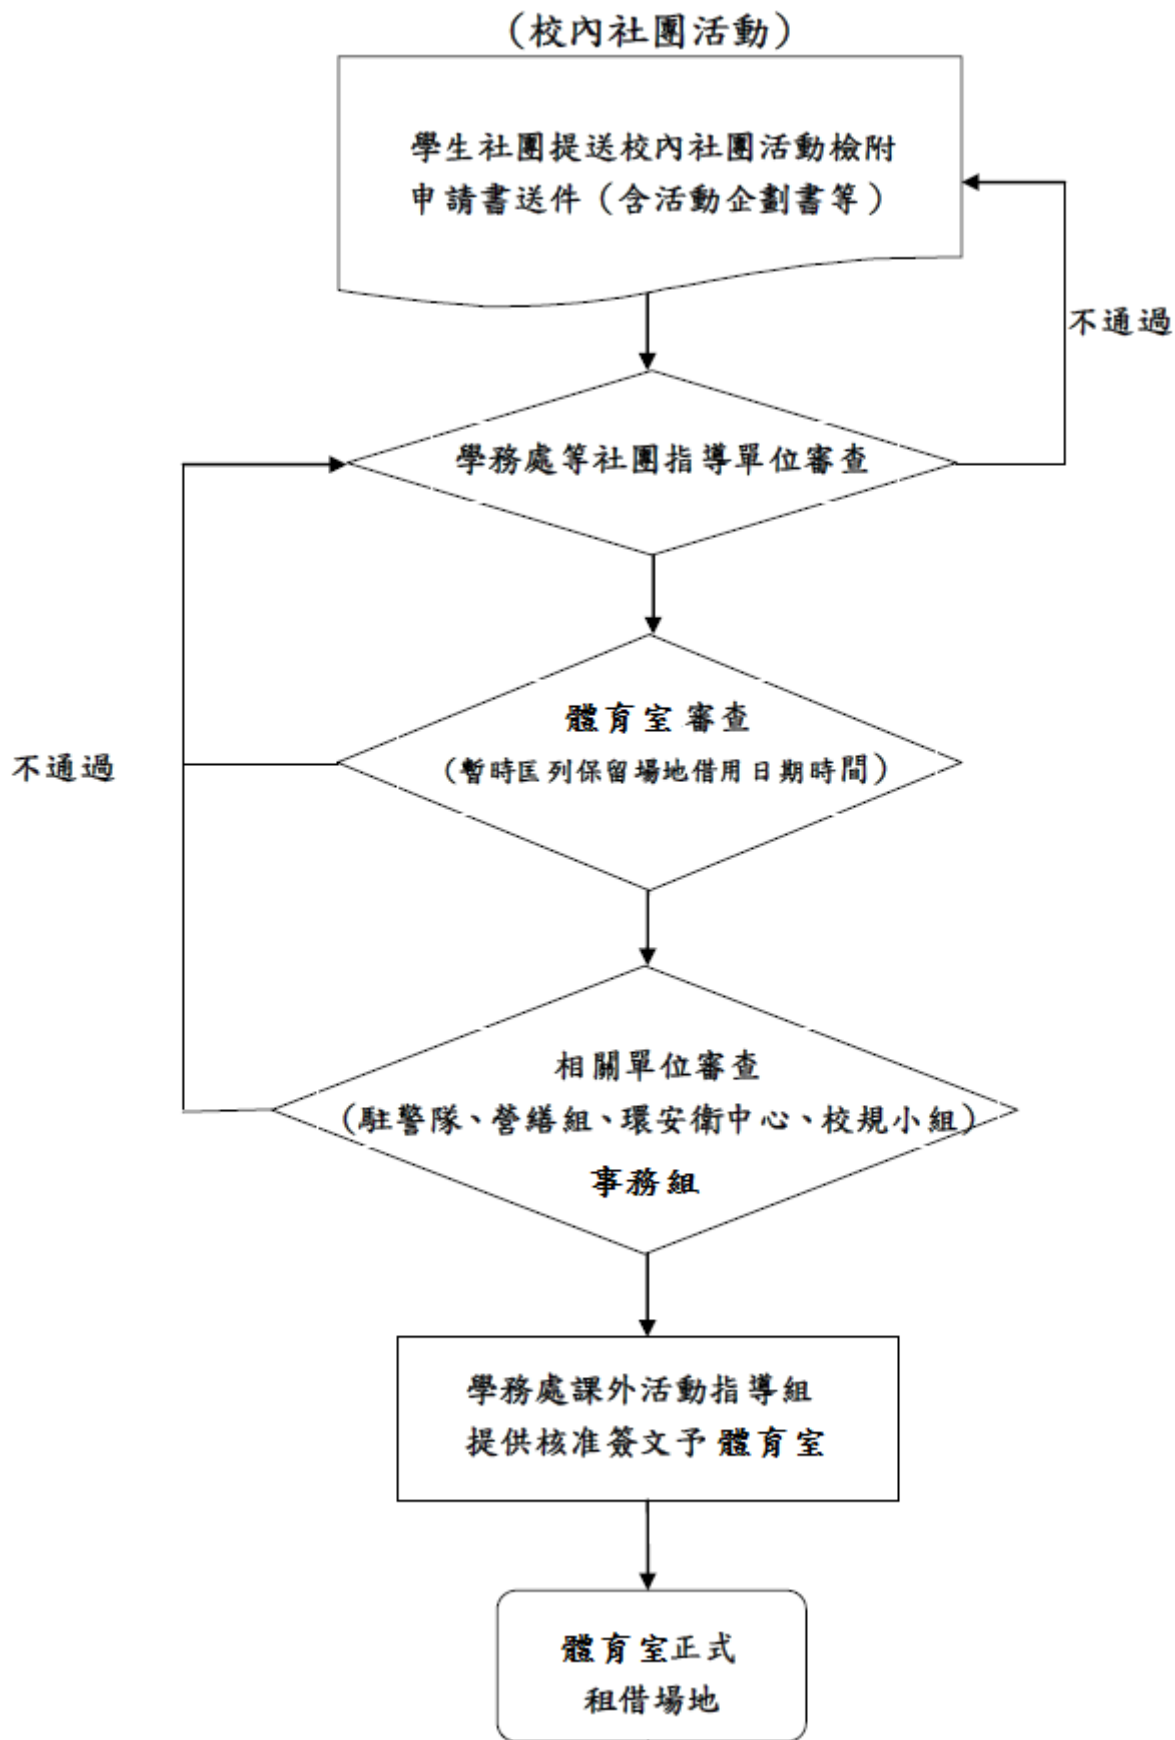 (校內社團活動)
學生社團提送校內社團活動檢附
申請書送件(含活動企劃書等)
不通過
學務處等社團指導單位審查
體育室審查
(暫時匡列保留場地借用日期時間)
不通過
相關單位審查
(駐警隊、營繕組、環安衛中心、校規小組)
事務組
學務處課外活動指導組
提供核准簽文予 體育室
體育室正式
租借場地